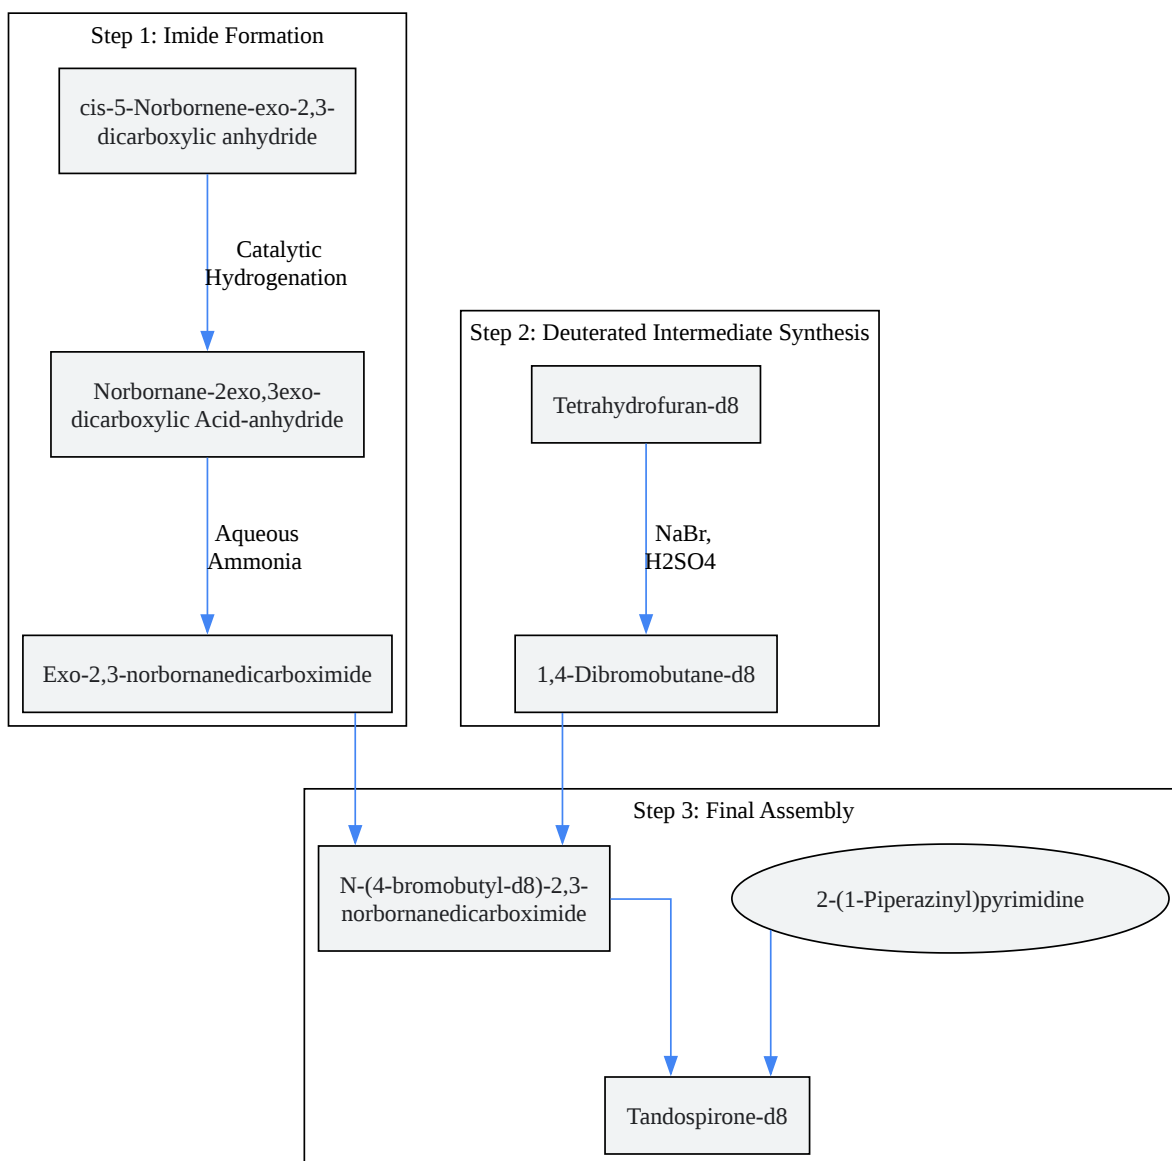 Step 1: Imide Formation
cis-5-Norbornene-exo-2,3-
dicarboxylic anhydride
Catalytic
Hydrogenation
Norbornane-2exo,3exo-
dicarboxylic Acid-anhydride
Aqueous
Ammonia
Exo-2,3-norbornanedicarboximide
Step 2: Deuterated Intermediate Synthesis
Tetrahydrofuran-d8
NaBr,
H2SO4
1,4-Dibromobutane-d8
Step 3: Final Assembly
N-(4-bromobutyl-d8)-2,3-
norbornanedicarboximide
2-(1-Piperazinyl)pyrimidine
Tandospirone-d8